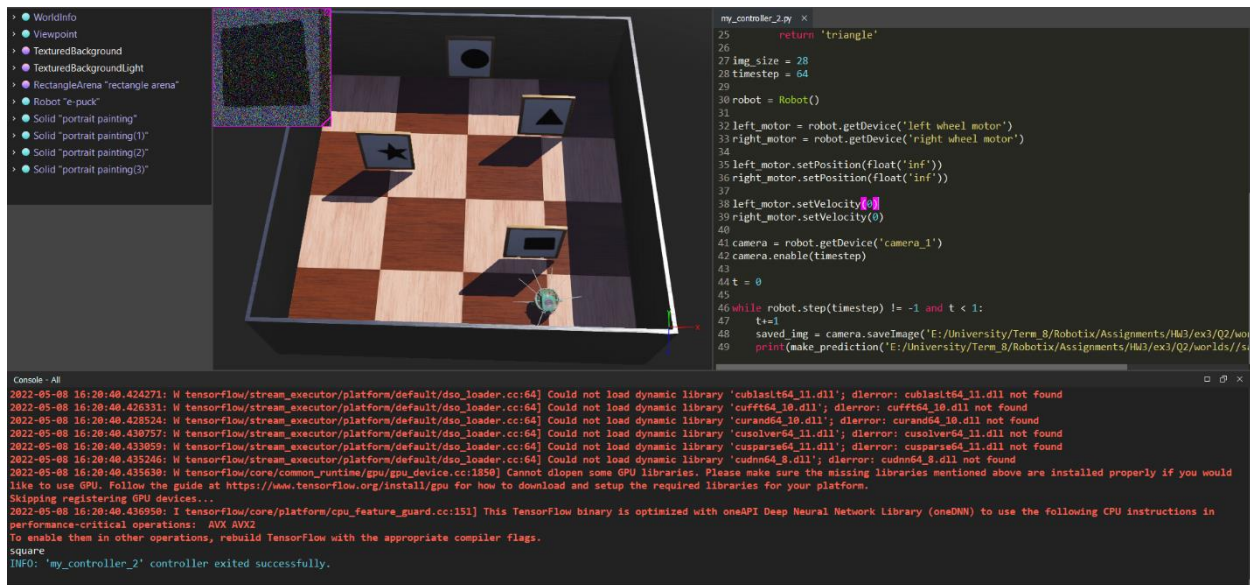 WorldInfo
Viewpoint
TexturedBackground
TexturedBackgroundLight
RectangleArena "rectangle arena"
Robot "e-puck"
Solid "portrait painting"
Solid "portrait painting(1)"
Solid "portrait painting(2)"
Solid "portrait painting(3)"
x
my_controller_2.py ×
25 return 'triangle'
26
27 img_size = 28
28 timestep = 64
29
30 robot = Robot()
31
32 left_motor = robot.getDevice('left wheel motor')
33 right_motor = robot.getDevice('right wheel motor')
34
35 left_motor.setPosition(float('inf'))
36 right_motor.setPosition(float('inf'))
37
38 left_motor.setVelocity(0)
39 right_motor.setVelocity(0)
40
41 camera = robot.getDevice('camera_1')
42 camera.enable(timestep)
43
44 t = 0
45
46 while robot.step(timestep) != -1 and t < 1:
47 t+=1
48 saved_img = camera.saveImage('E:/University/Term_8/Robotix/Assignments/HW3/ex3/Q2/wo
49 print(make_prediction('E:/University/Term_8/Robotix/Assignments/HW3/ex3/Q2/worlds//s
Console - All
2022-05-08 16:20:40.424271: W tensorflow/stream_executor/platform/default/dso_loader.cc:64] Could not load dynamic library 'cublasLt64_11.dll'; dlerror: cublasLt64_11.dll not found
2022-05-08 16:20:40.426331: W tensorflow/stream_executor/platform/default/dso_loader.cc:64] Could not load dynamic library 'cufft64_10.dll'; dlerror: cufft64_10.dll not found
2022-05-08 16:20:40.428524: W tensorflow/stream_executor/platform/default/dso_loader.cc:64] Could not load dynamic library 'curand64_10.dll'; dlerror: curand64_10.dll not found
2022-05-08 16:20:40.430757: W tensorflow/stream_executor/platform/default/dso_loader.cc:64] Could not load dynamic library 'cusolver64_11.dll'; dlerror: cusolver64_11.dll not found
2022-05-08 16:20:40.433059: W tensorflow/stream_executor/platform/default/dso_loader.cc:64] Could not load dynamic library 'cusparse64_11.dll'; dlerror: cusparse64_11.dll not found
2022-05-08 16:20:40.435246: W tensorflow/stream_executor/platform/default/dso_loader.cc:64] Could not load dynamic library 'cudnn64_8.dll'; dlerror: cudnn64_8.dll not found
2022-05-08 16:20:40.435630: W tensorflow/core/common_runtime/gpu/gpu_device.cc:1850] Cannot dlopen some GPU libraries. Please make sure the missing libraries mentioned above are installed properly if you would
like to use GPU. Follow the guide at https://www.tensorflow.org/install/gpu for how to download and setup the required libraries for your platform.
Skipping registering GPU devices...
2022-05-08 16:20:40.436950: I tensorflow/core/platform/cpu_feature_guard.cc:151] This TensorFlow binary is optimized with oneAPI Deep Neural Network Library (oneDNN) to use the following CPU instructions in
performance-critical operations:  AVX AVX2
To enable them in other operations, rebuild TensorFlow with the appropriate compiler flags.
square
INFO: 'my_controller_2' controller exited successfully.